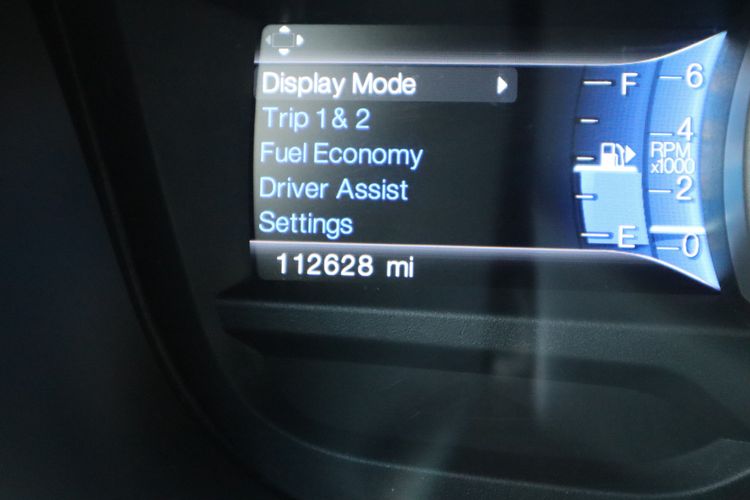 Display Mode
Trip 1 & 2
Fuel Economy
Driver Assist
Settings
112628 mi
F
E
6
4
RPM
x1000
2
0